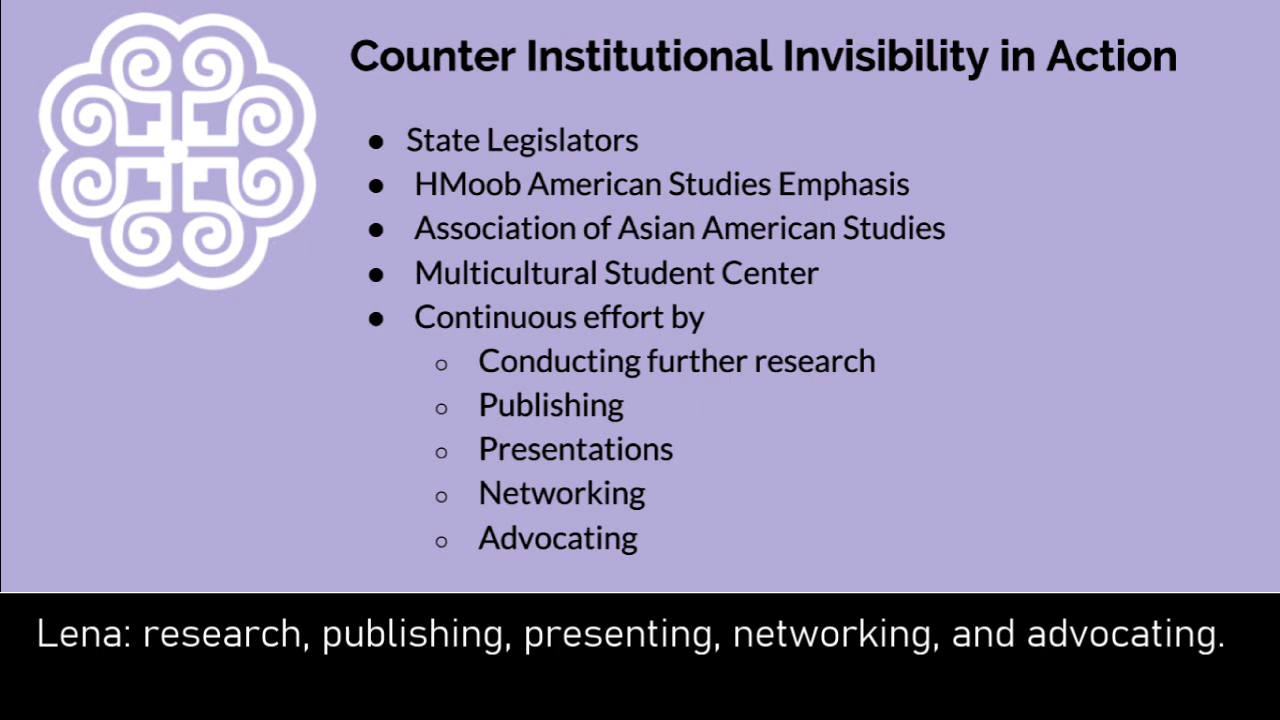 Counter Institutional Invisibility in Action
● State Legislators
● HMoob American Studies Emphasis
● Association of Asian American Studies
● Multicultural Student Center
● Continuous effort by
○ Conducting further research
○ Publishing
○ Presentations
○ Networking
○ Advocating
Lena: research, publishing, presenting, networking, and advocating.